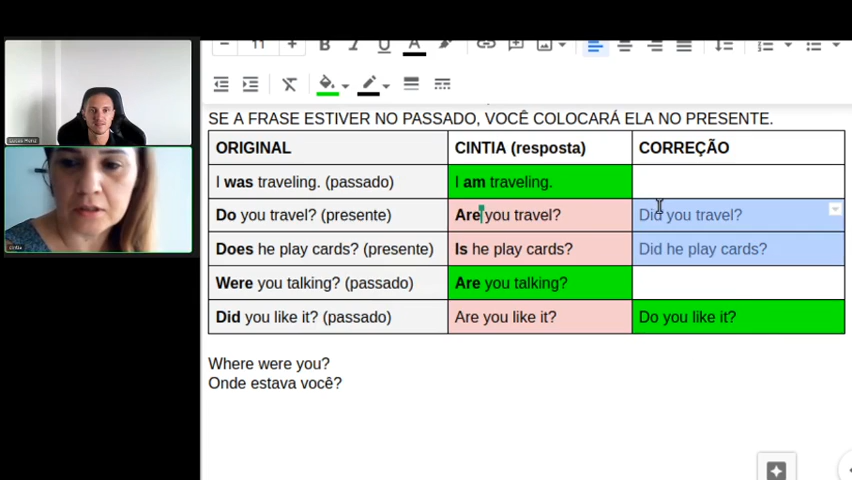 11
B I U A
SE A FRASE ESTIVER NO PASSADO, VOCÊ COLOCARÁ ELA NO PRESENTE.
ORIGINAL CINTIA (resposta) CORREÇÃO
I was traveling. (passado) I am traveling.
Do you travel? (presente) Are you travel? Did you travel?
Does he play cards? (presente) Is he play cards? Did he play cards?
Were you talking? (passado) Are you talking?
Did you like it? (passado) Are you like it? Do you like it?
Where were you?
Onde estava você?